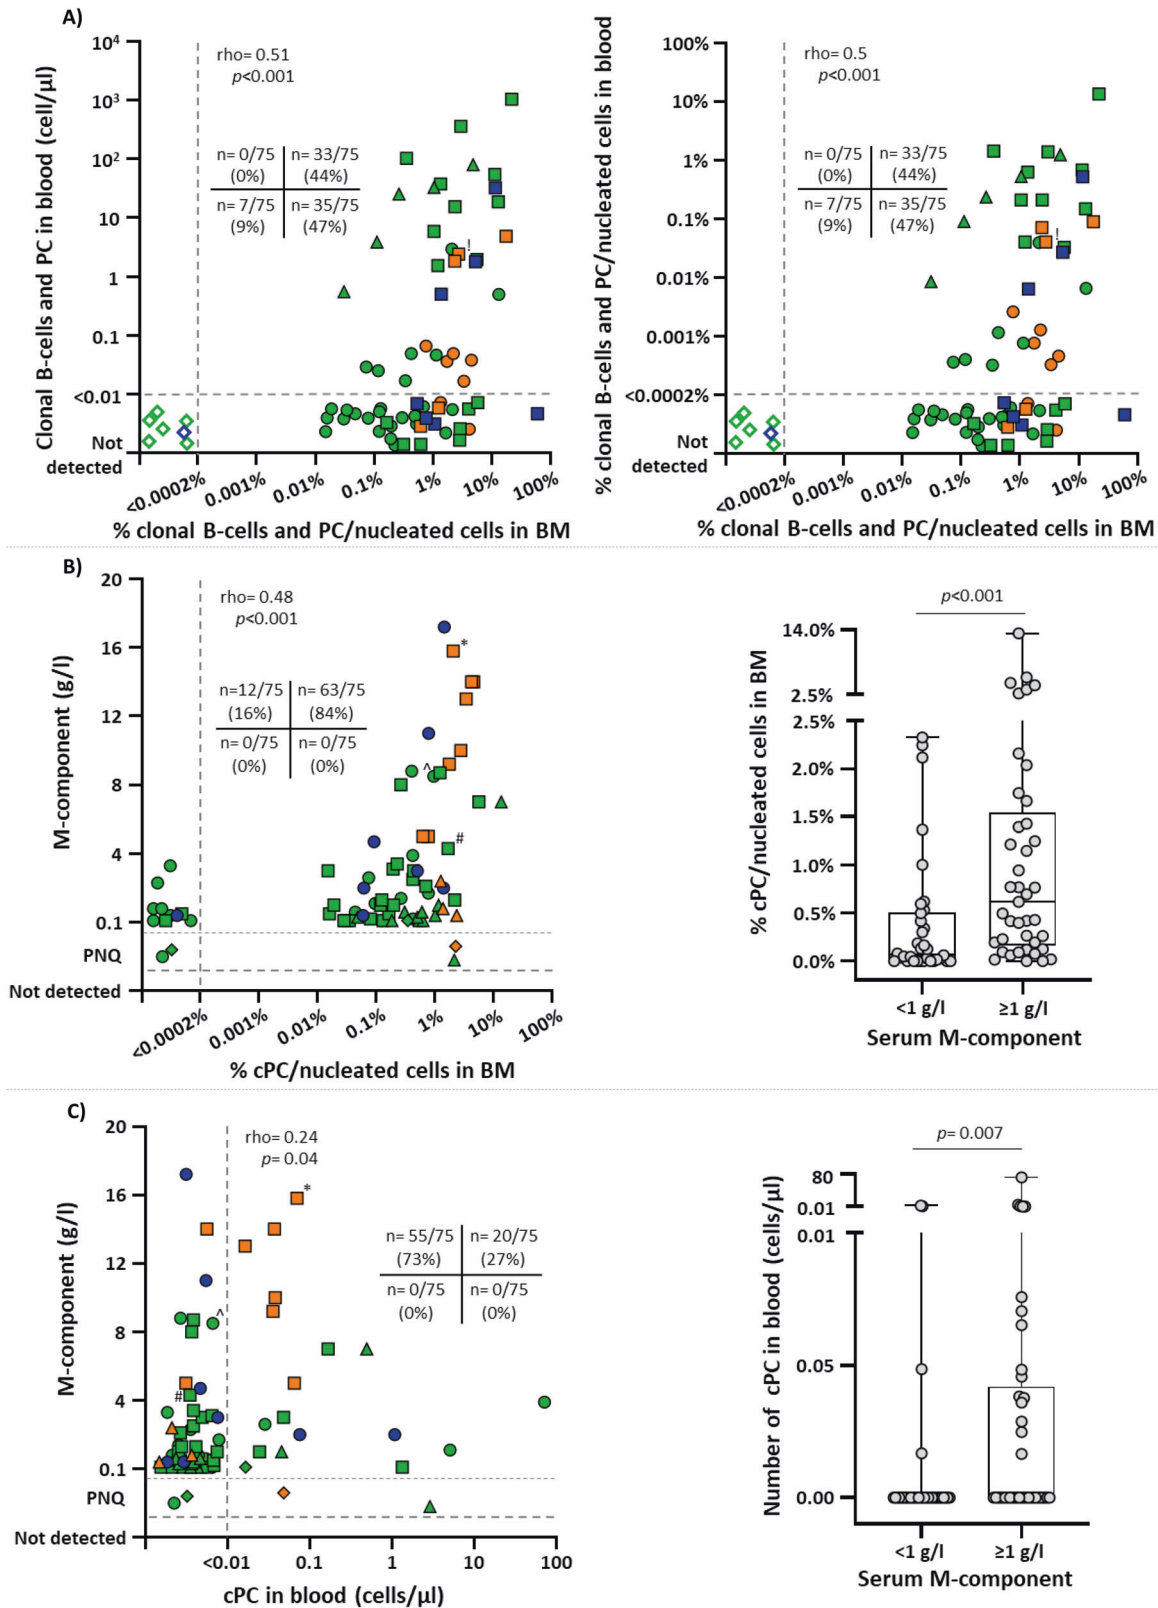 A)
Clonal B-cells and PC in blood (cell/µl)
10⁴
10³
10²
10
1
0.1
<0.01
Not
detected
rho= 0.51
p<0.001
n= 0/75
(0%)
n= 33/75
(44%)
n= 7/75
(9%)
n= 35/75
(47%)
!
<0.0002%
0.001%
0.01%
0.1%
1%
10%
100%
% clonal B-cells and PC/nucleated cells in BM
% clonal B-cells and PC/nucleated cells in blood
100%
10%
1%
0.1%
0.01%
0.001%
<0.0002%
Not
detected
rho= 0.5
p<0.001
n= 0/75
(0%)
n= 33/75
(44%)
n= 7/75
(9%)
n= 35/75
(47%)
!
<0.0002%
0.001%
0.01%
0.1%
1%
10%
100%
% clonal B-cells and PC/nucleated cells in BM
B)
M-component (g/l)
20
16
12
8
4
0.1
PNQ
Not detected
rho= 0.48
p<0.001
n=12/75
(16%)
n= 63/75
(84%)
n= 0/75
(0%)
n= 0/75
(0%)
*
^
#
<0.0002%
0.001%
0.01%
0.1%
1%
10%
100%
% cPC/nucleated cells in BM
% cPC/nucleated cells in BM
p<0.001
14.0%
2.5%
2.5%
2.0%
1.5%
1.0%
0.5%
0.0%
<1 g/l
≥1 g/l
Serum M-component
C)
M-component (g/l)
20
16
12
8
4
0.1
PNQ
Not detected
rho= 0.24
p= 0.04
*
^
#
n= 55/75
(73%)
n= 20/75
(27%)
n= 0/75
(0%)
n= 0/75
(0%)
<0.01
0.1
1
10
100
cPC in blood (cells/µl)
Number of cPC in blood (cells/µl)
p= 0.007
80
0.01
0.01
0.05
0.00
<1 g/l
≥1 g/l
Serum M-component